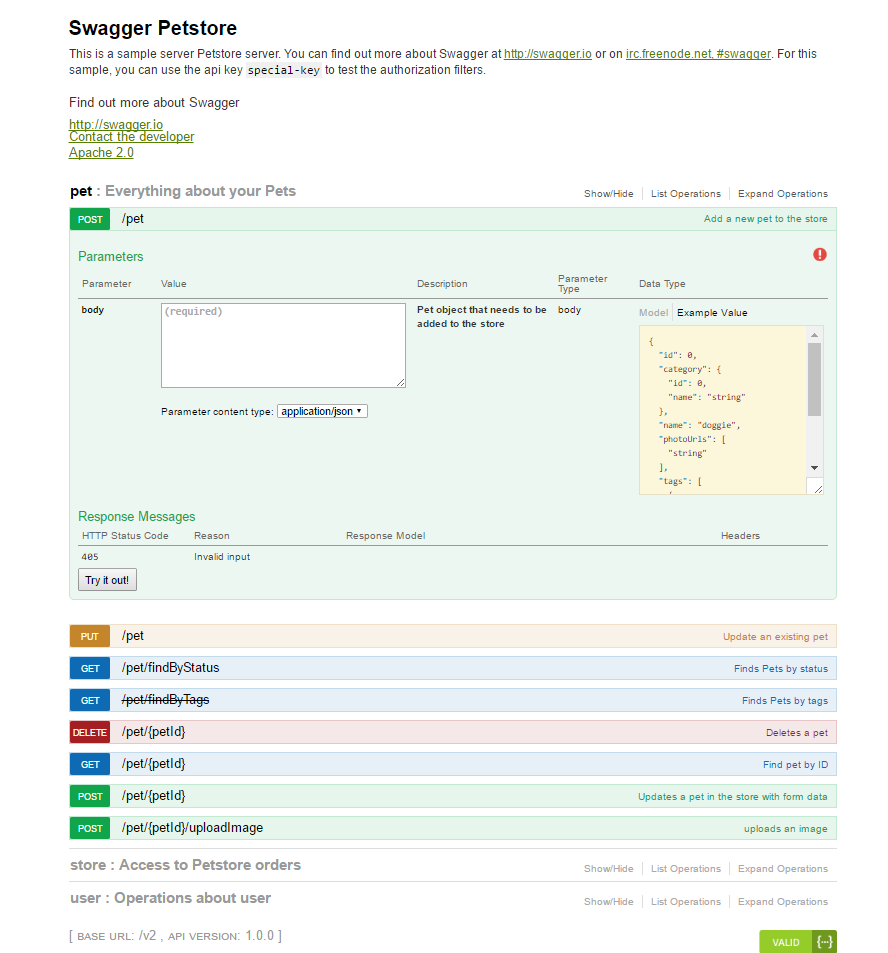 Swagger Petstore
This is a sample server Petstore server. You can find out more about Swagger at http://swagger.io or on irc.freenode.net, #swagger. For this
sample, you can use the api key special-key to test the authorization filters.
Find out more about Swagger
http://swagger.io
Contact the developer
Apache 2.0
pet : Everything about your Pets Show/Hide List Operations Expand Operations
POST /pet Add a new pet to the store
Parameters
Parameter Value Description Parameter Type Data Type
body (required) Pet object that needs to be added to the store body Model Example Value
{
"id": 0,
"category": {
"id": 0,
"name": "string"
},
"name": "doggie",
"photoUrls": [
"string"
],
"tags": [
Parameter content type: application/json
Response Messages
HTTP Status Code Reason Response Model Headers
405 Invalid input
Try it out!
PUT /pet Update an existing pet
GET /pet/findByStatus Finds Pets by status
GET /pet/findByTags Finds Pets by tags
DELETE /pet/{petId} Deletes a pet
GET /pet/{petId} Find pet by ID
POST /pet/{petId} Updates a pet in the store with form data
POST /pet/{petId}/uploadImage uploads an image
store : Access to Petstore orders Show/Hide List Operations Expand Operations
user : Operations about user Show/Hide List Operations Expand Operations
[ BASE URL: /v2 , API VERSION: 1.0.0 ] VALID {···}